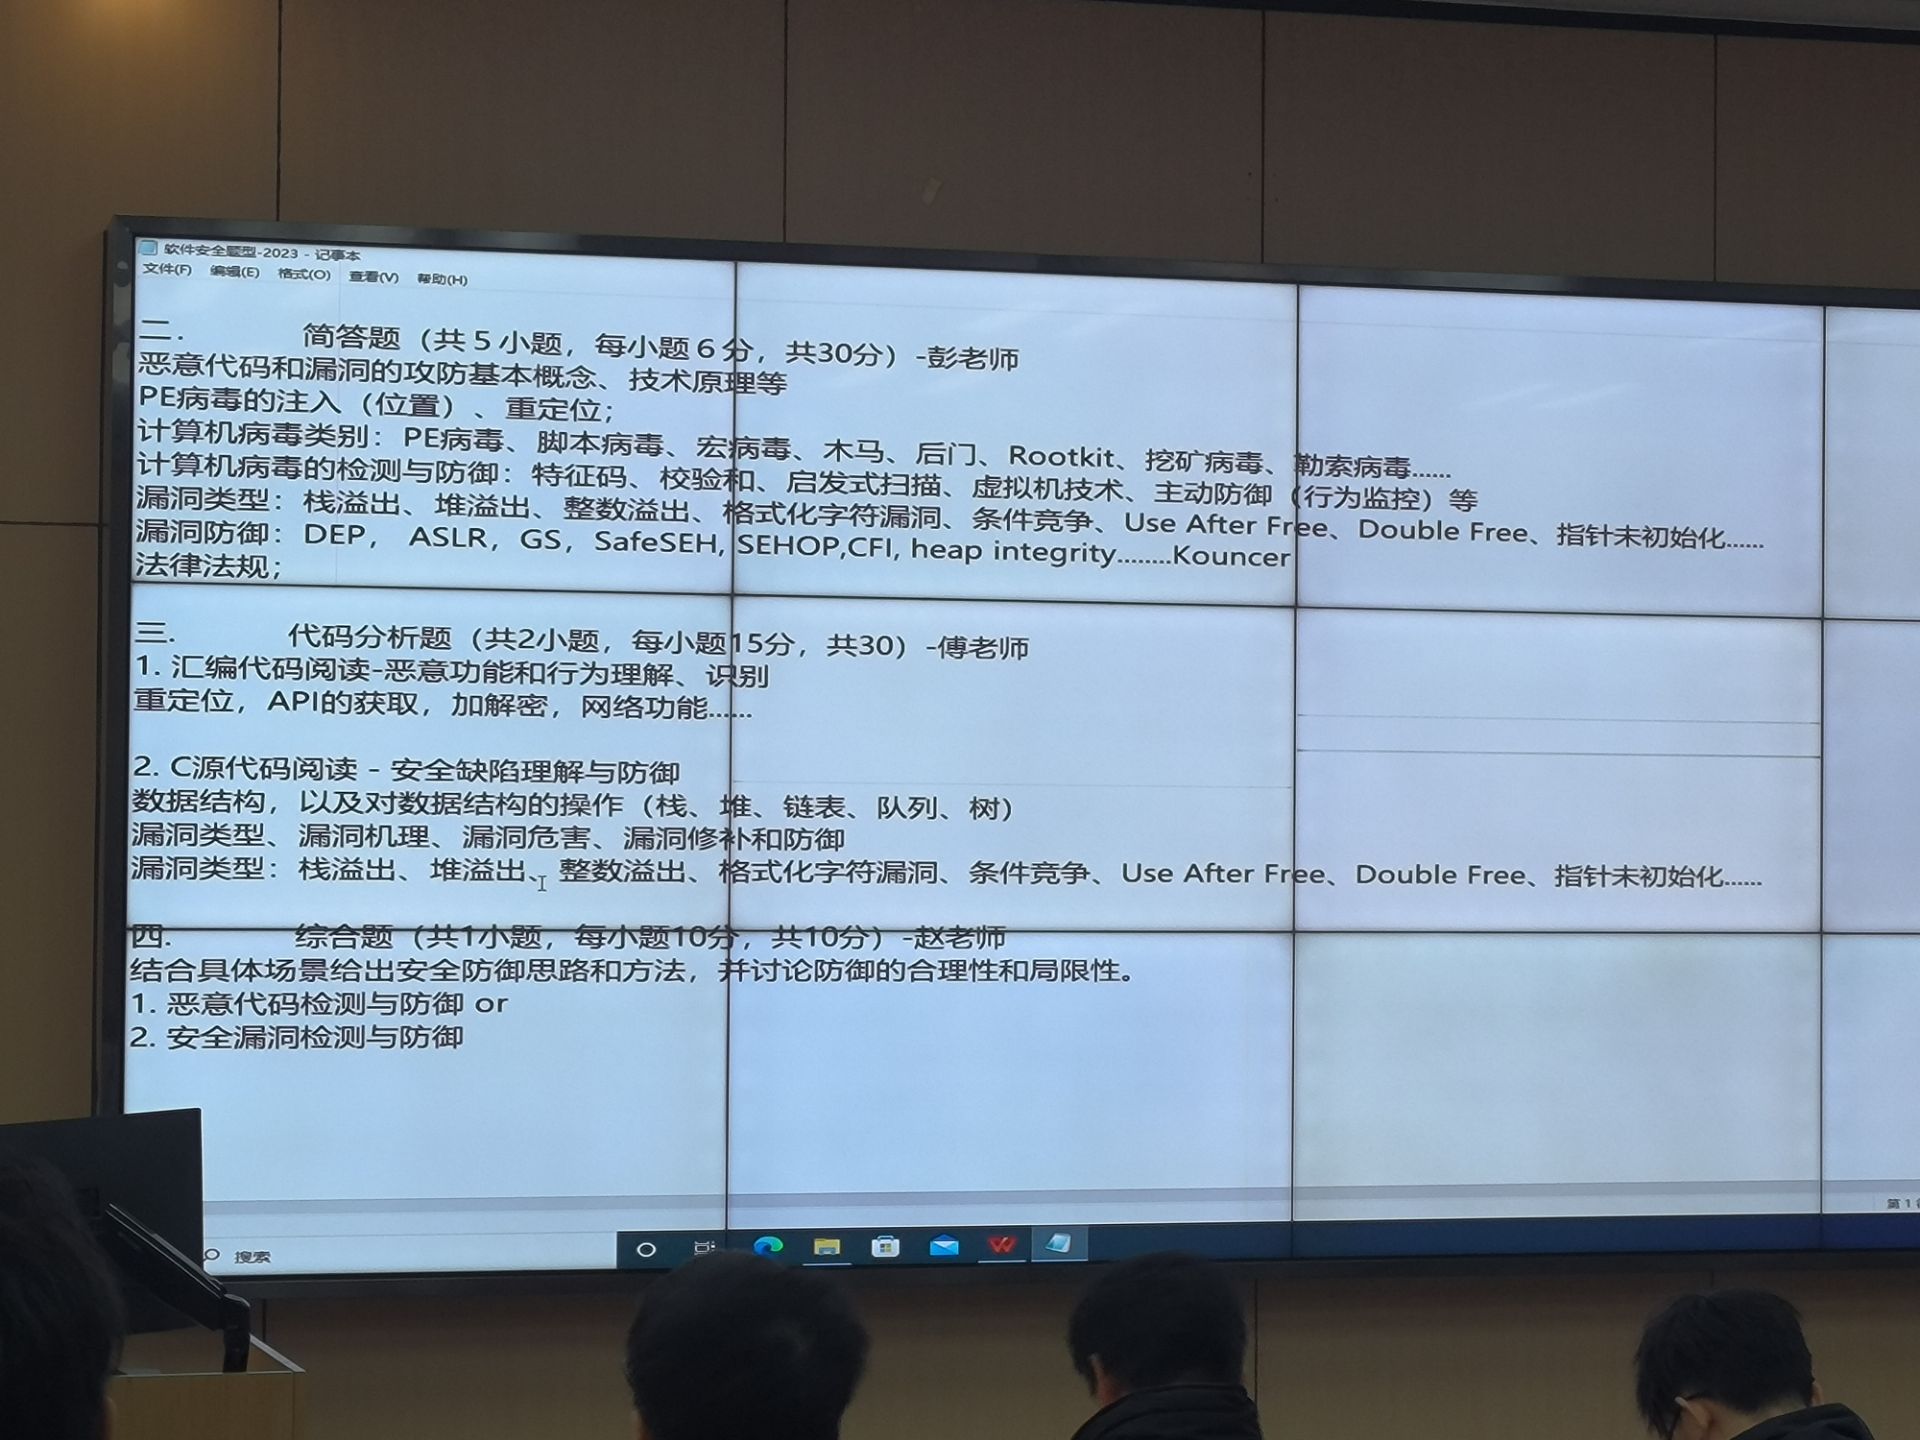 软件安全题型-2023 - 记事本
文件(F) 编辑(E) 格式(O) 查看(V) 帮助(H)
二. 简答题（共5小题，每小题6分，共30分）-彭老师
恶意代码和漏洞的攻防基本概念、技术原理等
PE病毒的注入（位置）、重定位；
计算机病毒类别：PE病毒、脚本病毒、宏病毒、木马、后门、Rootkit、挖矿病毒、勒索病毒......
计算机病毒的检测与防御：特征码、校验和、启发式扫描、虚拟机技术、主动防御（行为监控）等
漏洞类型：栈溢出、堆溢出、整数溢出、格式化字符漏洞、条件竞争、Use After Free、Double Free、指针未初始化......
漏洞防御：DEP， ASLR，GS，SafeSEH, SEHOP,CFI, heap integrity........Kouncer
法律法规；
三. 代码分析题（共2小题，每小题15分，共30）-傅老师
1. 汇编代码阅读-恶意功能和行为理解、识别
重定位，API的获取，加解密，网络功能......
2. C源代码阅读 - 安全缺陷理解与防御
数据结构，以及对数据结构的操作（栈、堆、链表、队列、树）
漏洞类型、漏洞机理、漏洞危害、漏洞修补和防御
漏洞类型：栈溢出、堆溢出、整数溢出、格式化字符漏洞、条件竞争、Use After Free、Double Free、指针未初始化......
四. 综合题（共1小题，每小题10分，共10分）-赵老师
结合具体场景给出安全防御思路和方法，并讨论防御的合理性和局限性。
1. 恶意代码检测与防御 or
2. 安全漏洞检测与防御
第 1
搜索